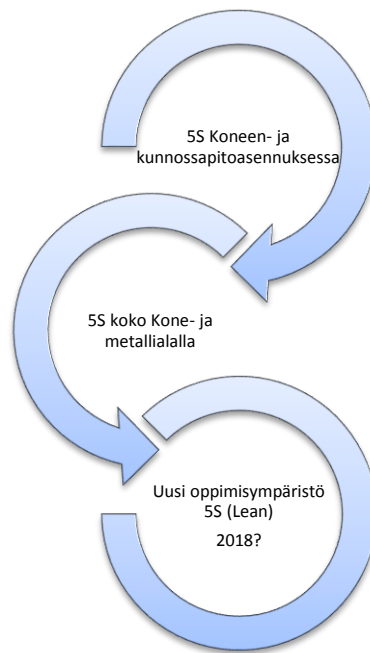 5S Koneen- ja
kunnossapitoasennuksessa
5S koko Kone- ja
metallialalla
Uusi oppimisympäristö
5S (Lean)
2018?